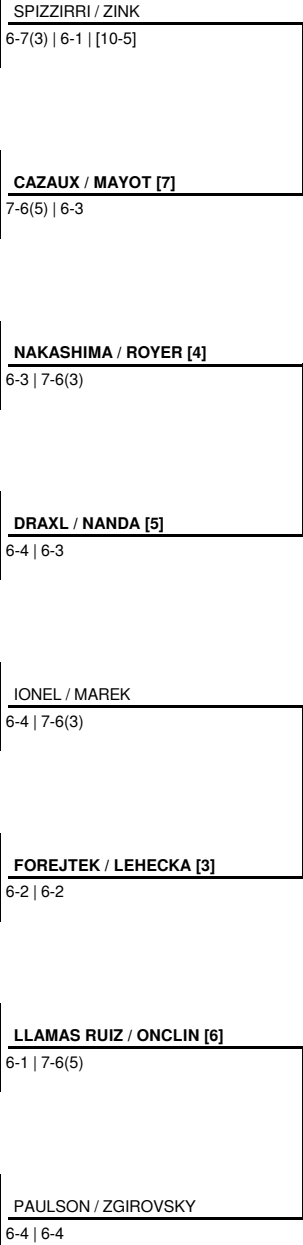 SPIZZIRRI / ZINK
6-7(3) | 6-1 | [10-5]
CAZAUX / MAYOT [7]
7-6(5) | 6-3
NAKASHIMA / ROYER [4]
6-3 | 7-6(3)
DRAXL / NANDA [5]
6-4 | 6-3
IONEL / MAREK
6-4 | 7-6(3)
FOREJTEK / LEHECKA [3]
6-2 | 6-2
LLAMAS RUIZ / ONCLIN [6]
6-1 | 7-6(5)
PAULSON / ZGIROVSKY
6-4 | 6-4